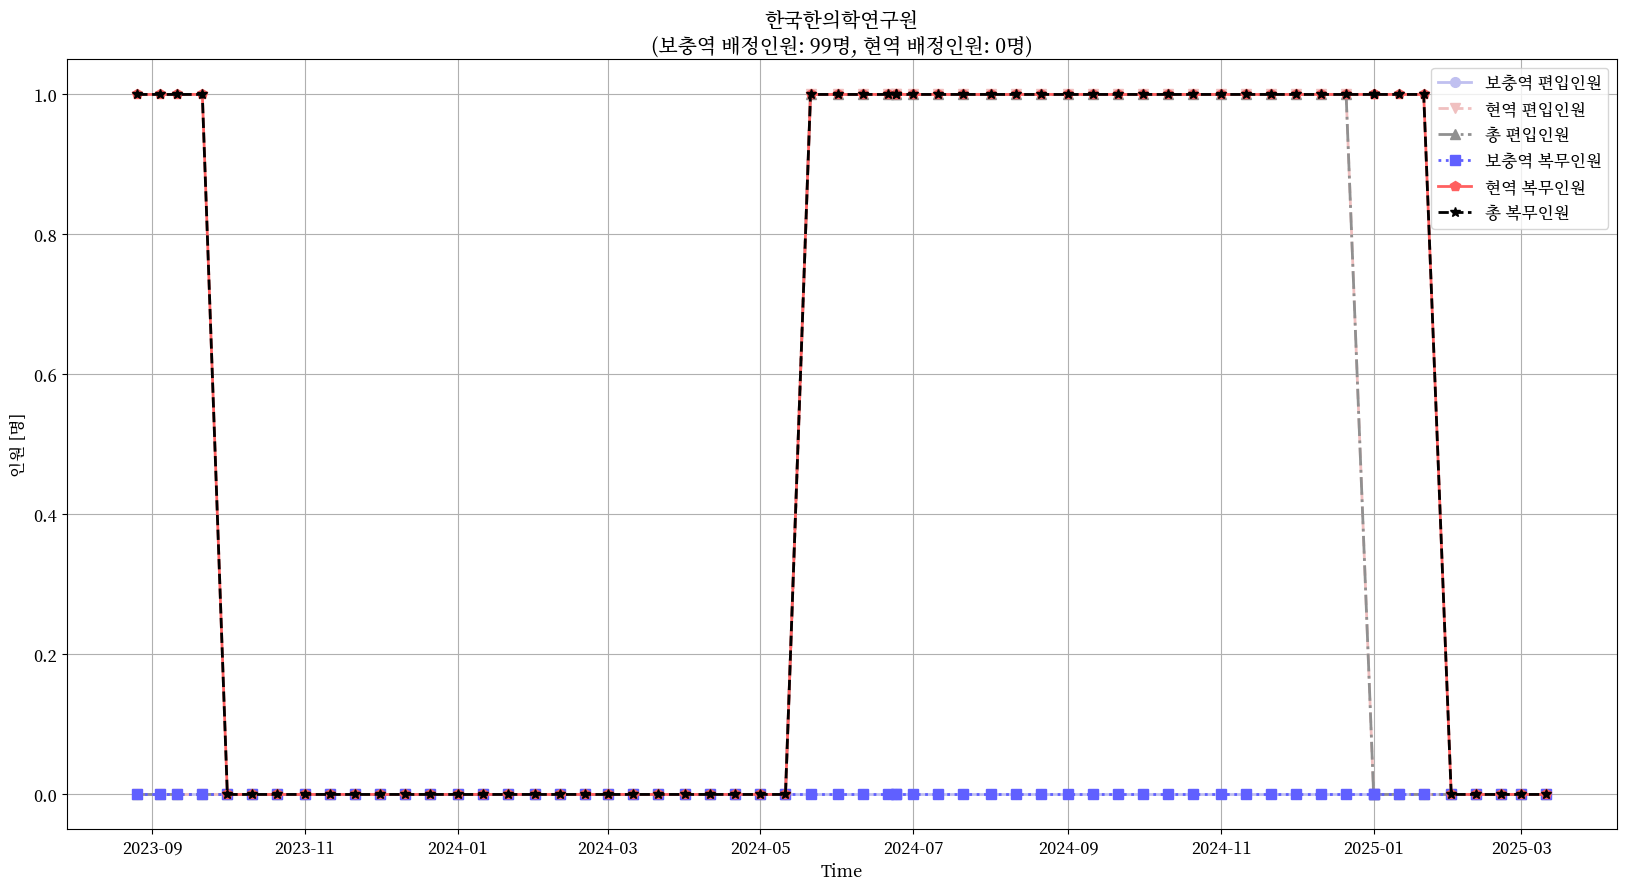 한국한의학연구원
(보충역 배정인원: 99명, 현역 배정인원: 0명)
보충역 편입인원
현역 편입인원
총 편입인원
보충역 복무인원
현역 복무인원
총 복무인원
1.0
0.8
0.6
0.4
0.2
0.0
인원 [명]
2023-09 2023-11 2024-01 2024-03 2024-05 2024-07 2024-09 2024-11 2025-01 2025-03
Time